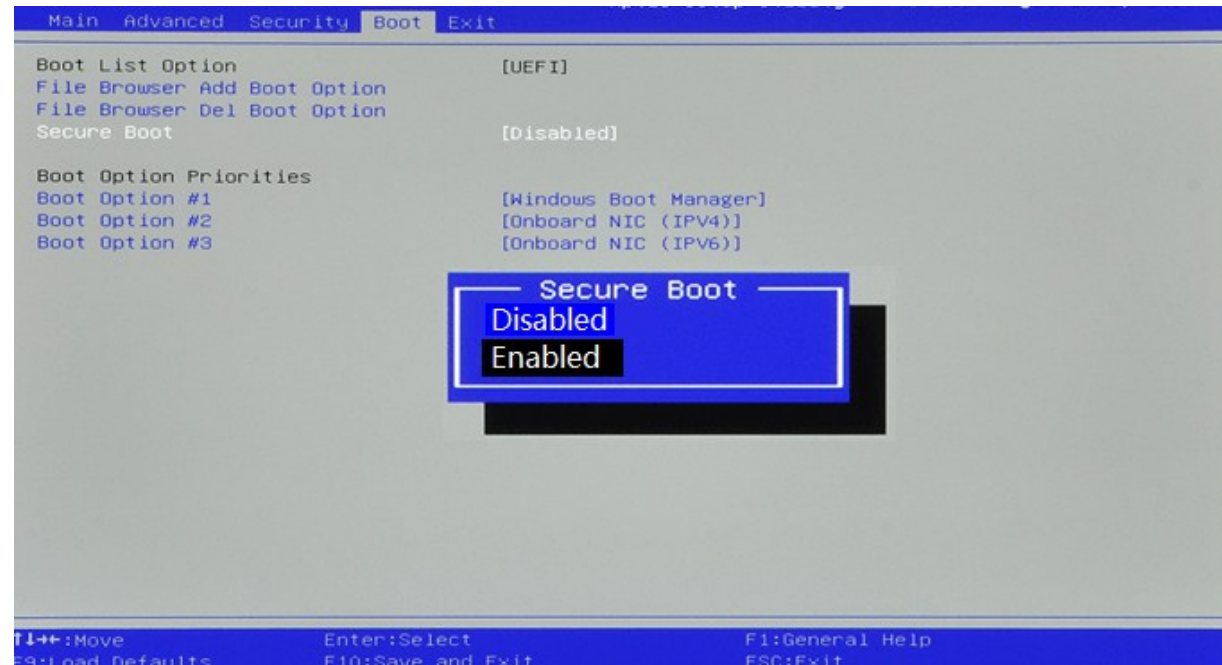 Main Advanced Security Boot Exit
Boot List Option [UEFI]
File Browser Add Boot Option
File Browser Del Boot Option
Secure Boot [Disabled]
Boot Option Priorities
Boot Option #1 [Windows Boot Manager]
Boot Option #2 [Onboard NIC (IPV4)]
Boot Option #3 [Onboard NIC (IPV6)]
Secure Boot
Disabled
Enabled
↑↓→←:Move Enter:Select F1:General Help
F9:Load Defaults F10:Save and Exit ESC:Exit